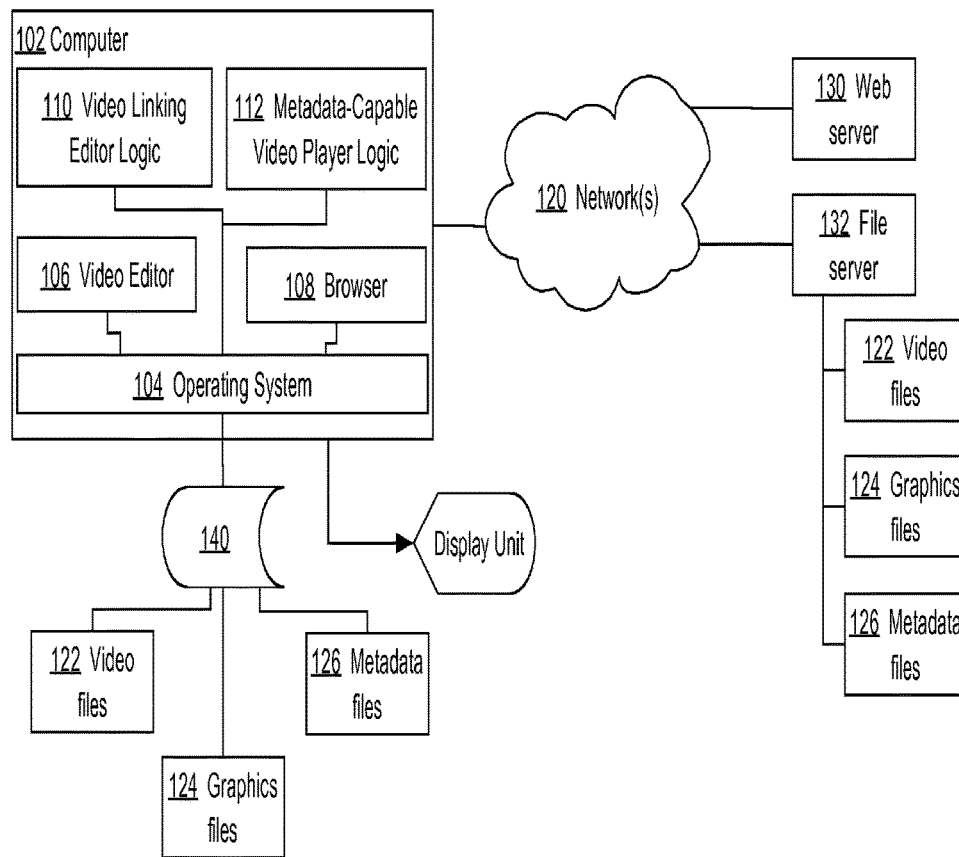 102 Computer
110 Video Linking
Editor Logic
112 Metadata-Capable
Video Player Logic
106 Video Editor
108 Browser
104 Operating System
120 Network(s)
130 Web
server
132 File
server
122 Video
files
124 Graphics
files
126 Metadata
files
140
Display Unit
122 Video
files
126 Metadata
files
124 Graphics
files